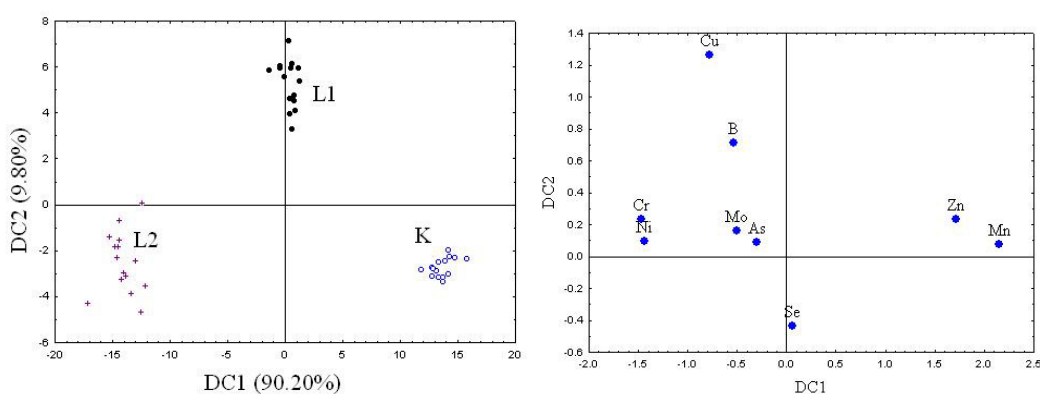 8
6
4
2
0
-2
-4
-6
DC2 (9.80%)
L1
L2
K
-20 -15 -10 -5 0 5 10 15 20
DC1 (90.20%)
1.4
1.2
1.0
0.8
0.6
0.4
0.2
0.0
-0.2
-0.4
-0.6
DC2
Cu
B
Cr
Ni
Mo
As
Zn
Mn
Se
-2.0 -1.5 -1.0 -0.5 0.0 0.5 1.0 1.5 2.0 2.5
DC1